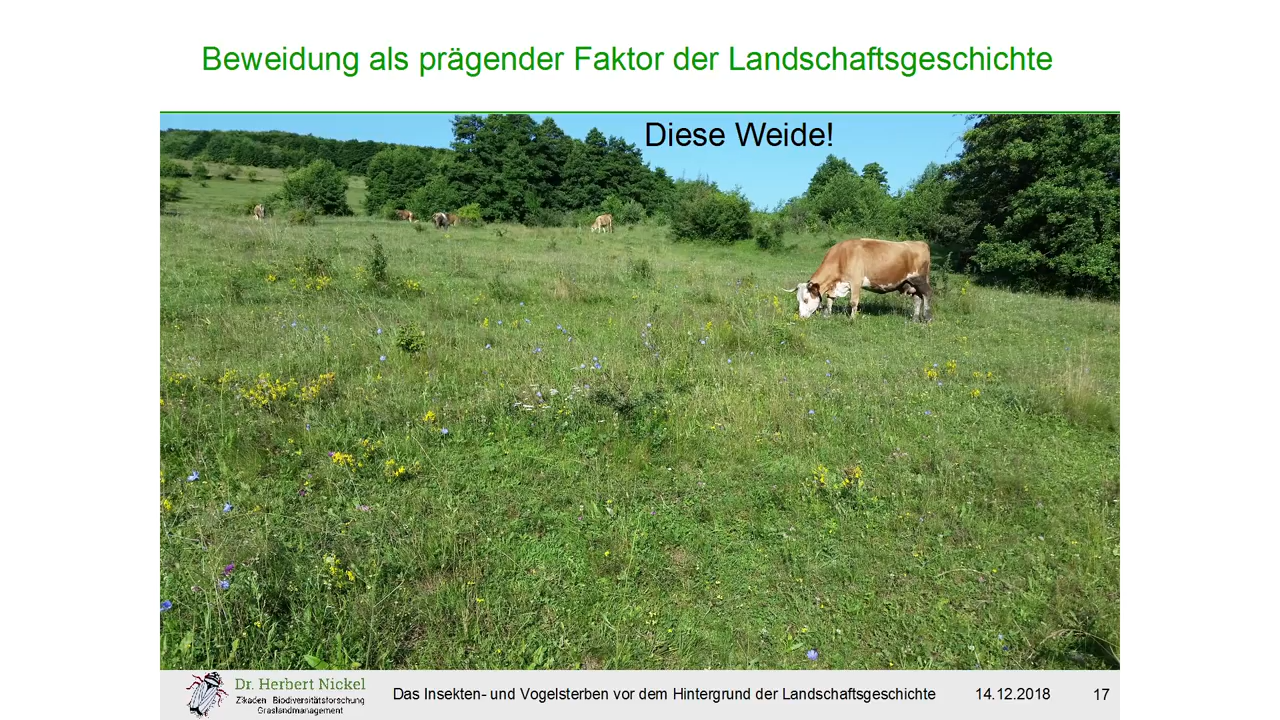 Beweidung als prägender Faktor der Landschaftsgeschichte
Diese Weide!
Dr. Herbert Nickel
Zikaden Biodiversitätsforschung
Graslandmanagement
Das Insekten- und Vogelsterben vor dem Hintergrund der Landschaftsgeschichte 14.12.2018 17